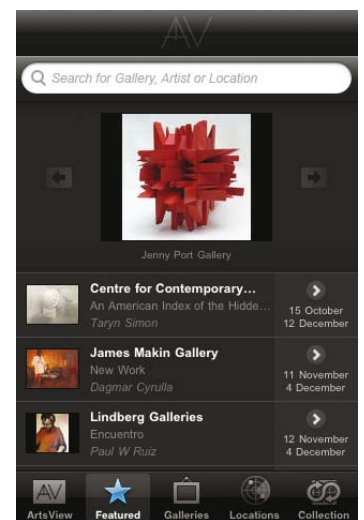 AV
Search for Gallery, Artist or Location
Jenny Port Gallery
Centre for Contemporary...
An American Index of the Hidde...
Taryn Simon
15 October
12 December
James Makin Gallery
New Work
Dagmar Cyrulla
11 November
4 December
Lindberg Galleries
Encuentro
Paul W Ruiz
12 November
4 December
AV
ArtsView
Featured
Galleries
Locations
Collection